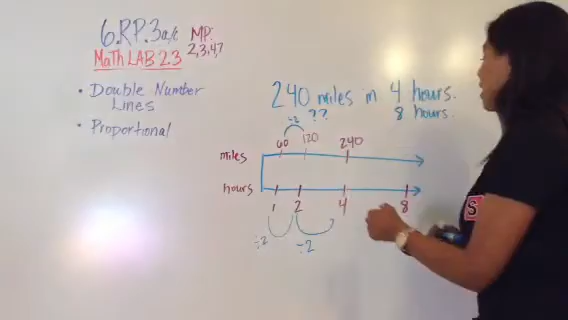 6.RP.3a/c MP:
2,3,4,7
Math LAB 2.3
• Double Number
Lines
• Proportional
240 miles in 4 hours.
?? 8 hours.
÷2
60 120 240
miles
hours
1 2 4 8
÷2 ÷2
S